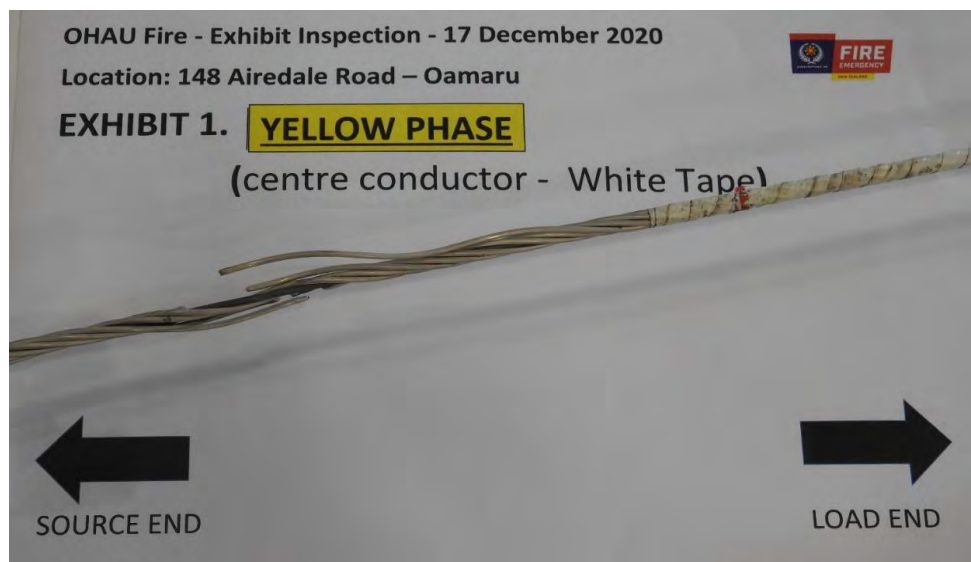 OHAU Fire - Exhibit Inspection - 17 December 2020
Location: 148 Airedale Road – Oamaru
FIRE
EMERGENCY
EXHIBIT 1. YELLOW PHASE
(centre conductor - White Tape)
SOURCE END
LOAD END